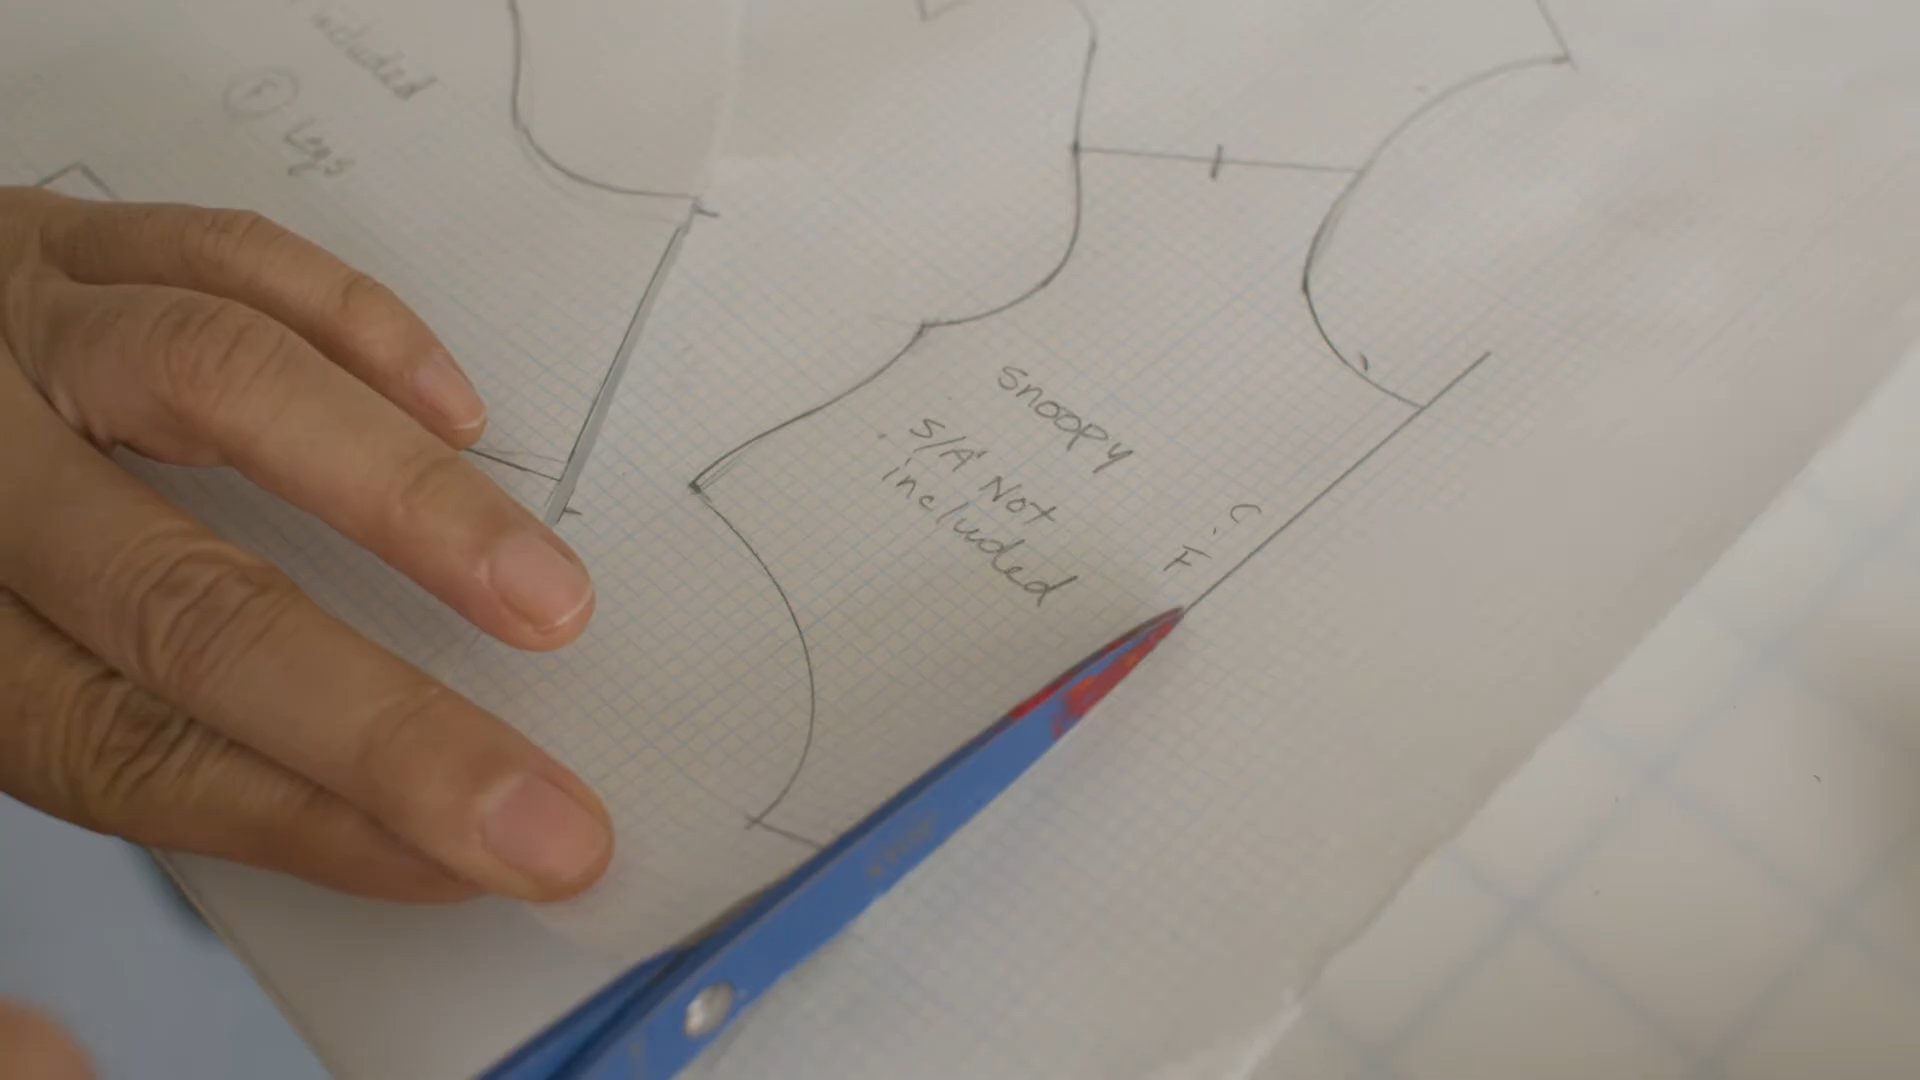 included
F Legs
snoopy
S/A' Not
included
C.
F